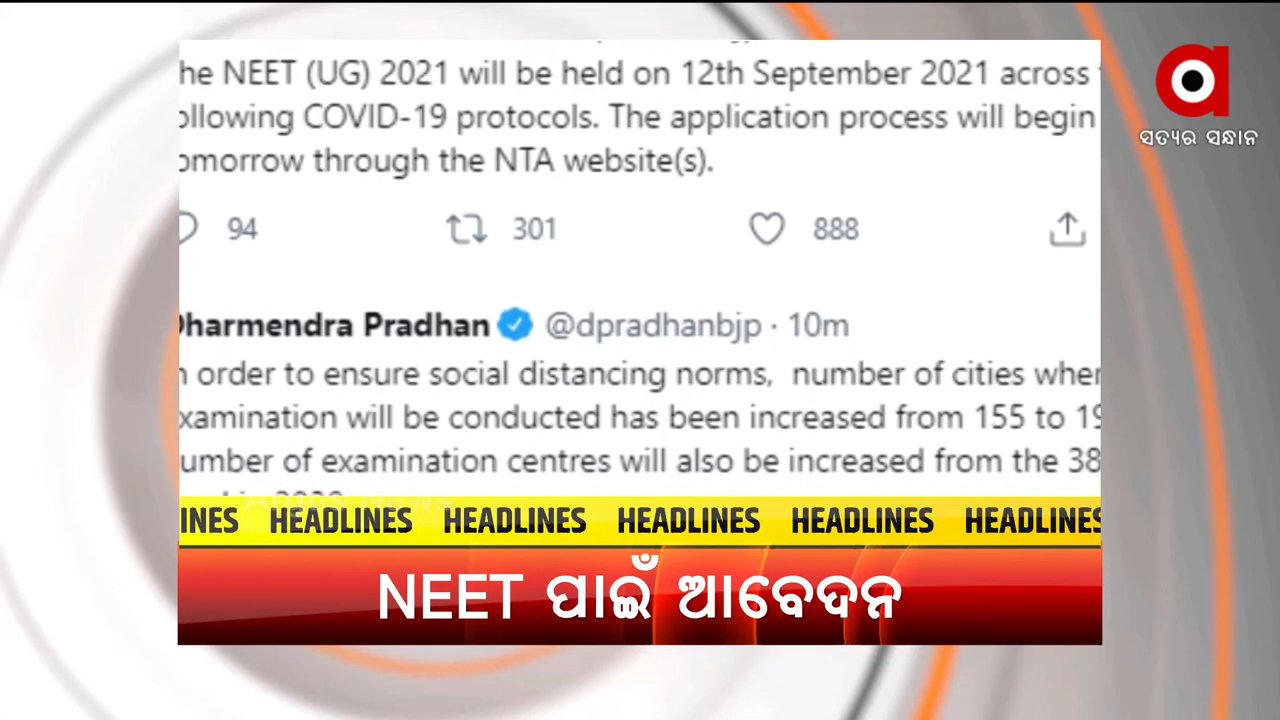 he NEET (UG) 2021 will be held on 12th September 2021 across
ollowing COVID-19 protocols. The application process will begin
omorrow through the NTA website(s).
94 301 888
Dharmendra Pradhan @dpradhanbjp · 10m
n order to ensure social distancing norms, number of cities wher
xamination will be conducted has been increased from 155 to 19
umber of examination centres will also be increased from the 38
INES HEADLINES HEADLINES HEADLINES HEADLINES HEADLINES
NEET ପାଇଁ ଆବେଦନ
ସତ୍ୟର ସନ୍ଧାନ